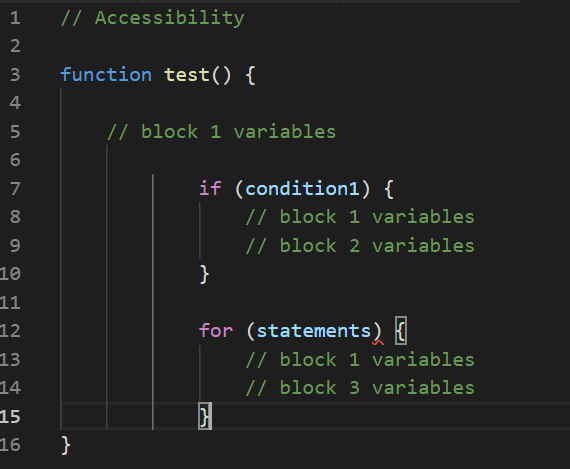 1 // Accessibility
2
3 function test() {
4
5     // block 1 variables
6
7             if (condition1) {
8                 // block 1 variables
9                 // block 2 variables
10             }
11
12             for (statements) {
13                 // block 1 variables
14                 // block 3 variables
15             }
16 }